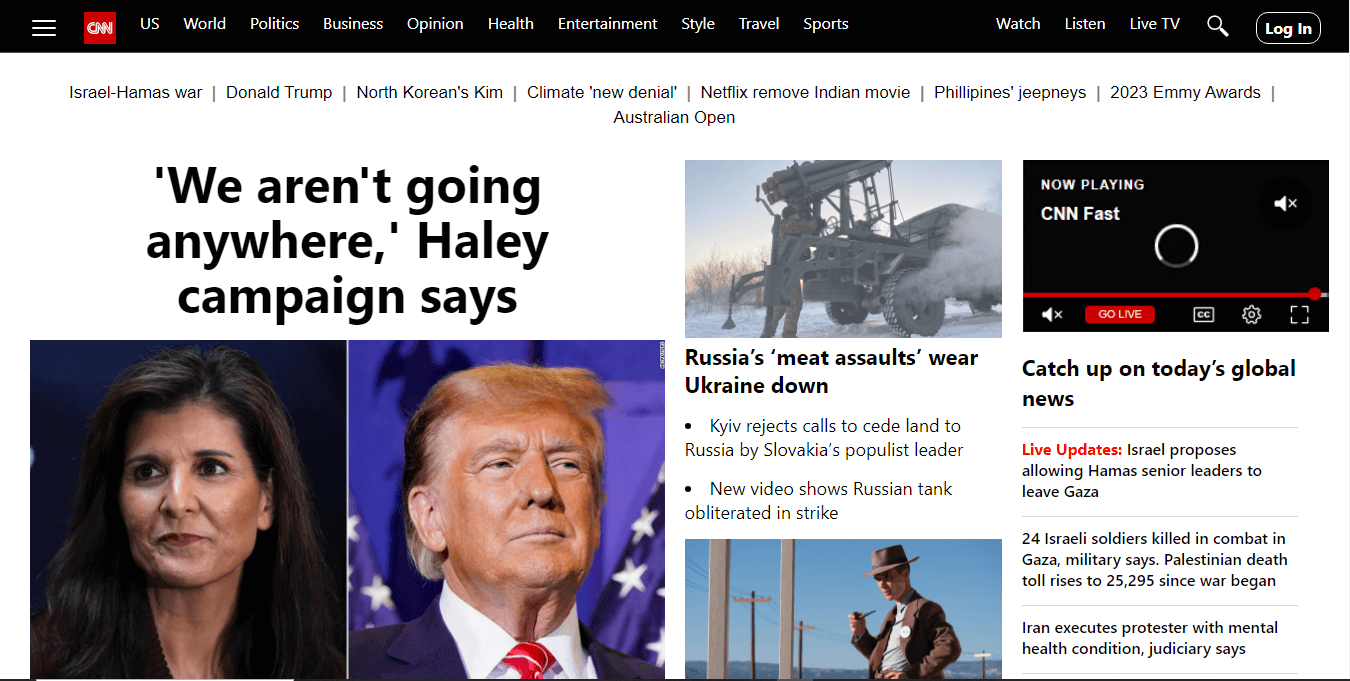 CNN US World Politics Business Opinion Health Entertainment Style Travel Sports Watch Listen Live TV Log In
Israel-Hamas war | Donald Trump | North Korean's Kim | Climate 'new denial' | Netflix remove Indian movie | Phillipines' jeepneys | 2023 Emmy Awards |
Australian Open
'We aren't going
anywhere,' Haley
campaign says
Russia’s ‘meat assaults’ wear
Ukraine down
• Kyiv rejects calls to cede land to
Russia by Slovakia’s populist leader
• New video shows Russian tank
obliterated in strike
NOW PLAYING
CNN Fast
GO LIVE
CC
Catch up on today’s global
news
Live Updates: Israel proposes
allowing Hamas senior leaders to
leave Gaza
24 Israeli soldiers killed in combat in
Gaza, military says. Palestinian death
toll rises to 25,295 since war began
Iran executes protester with mental
health condition, judiciary says